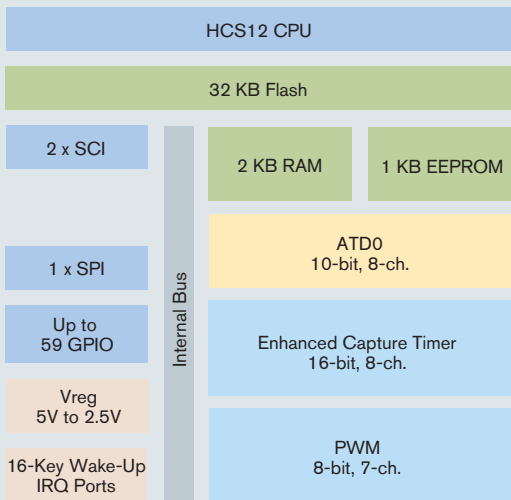 HCS12 CPU
32 KB Flash
2 x SCI
2 KB RAM
1 KB EEPROM
ATD0
10-bit, 8-ch.
1 x SPI
Internal Bus
Up to
59 GPIO
Enhanced Capture Timer
16-bit, 8-ch.
Vreg
5V to 2.5V
PWM
8-bit, 7-ch.
16-Key Wake-Up
IRQ Ports